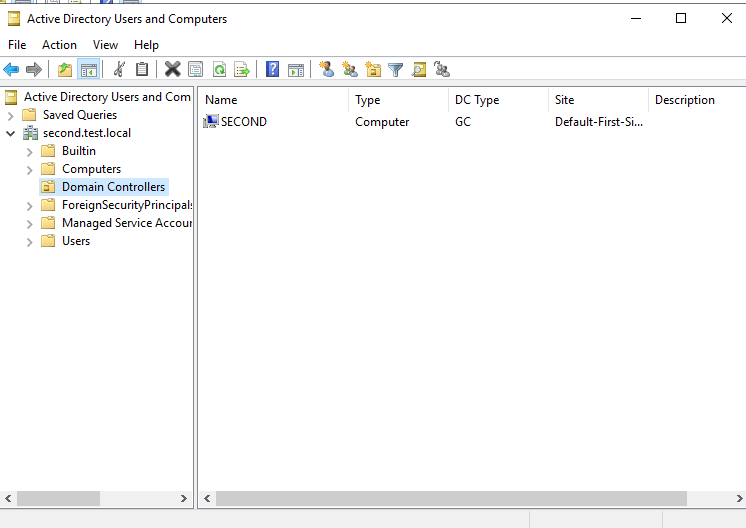 Active Directory Users and Computers
File Action View Help
Active Directory Users and Com
Saved Queries
second.test.local
Builtin
Computers
Domain Controllers
ForeignSecurityPrincipals
Managed Service Accour
Users
Name Type DC Type Site Description
SECOND Computer GC Default-First-Si...